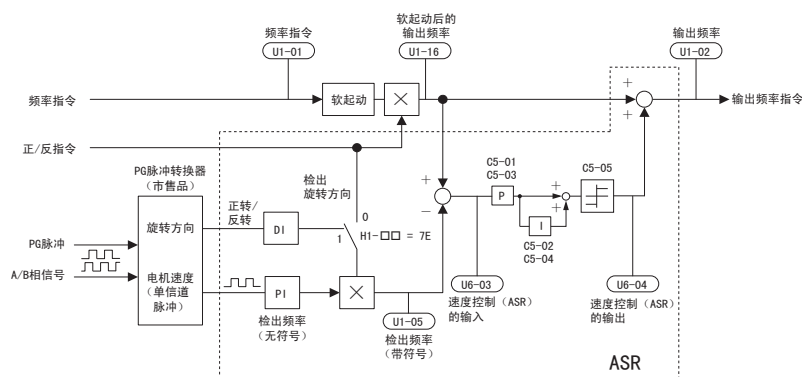 频率指令
U1-01
软起动后的
输出频率
U1-16
输出频率
U1-02
频率指令
软起动
×
+
+
输出频率指令
正/反指令
PG脉冲转换器
(市售品)
检出
旋转方向
C5-01
C5-03
C5-05
旋转方向
正转/
反转
DI
0
1
H1-□□ = 7E
+
−
P
+
+
I
C5-02
C5-04
PG脉冲
A/B相信号
电机速度
(单信道
脉冲)
PI
×
检出频率
(无符号)
U1-05
检出频率
(带符号)
U6-03
速度控制(ASR)
的输入
U6-04
速度控制(ASR)
的输出
ASR